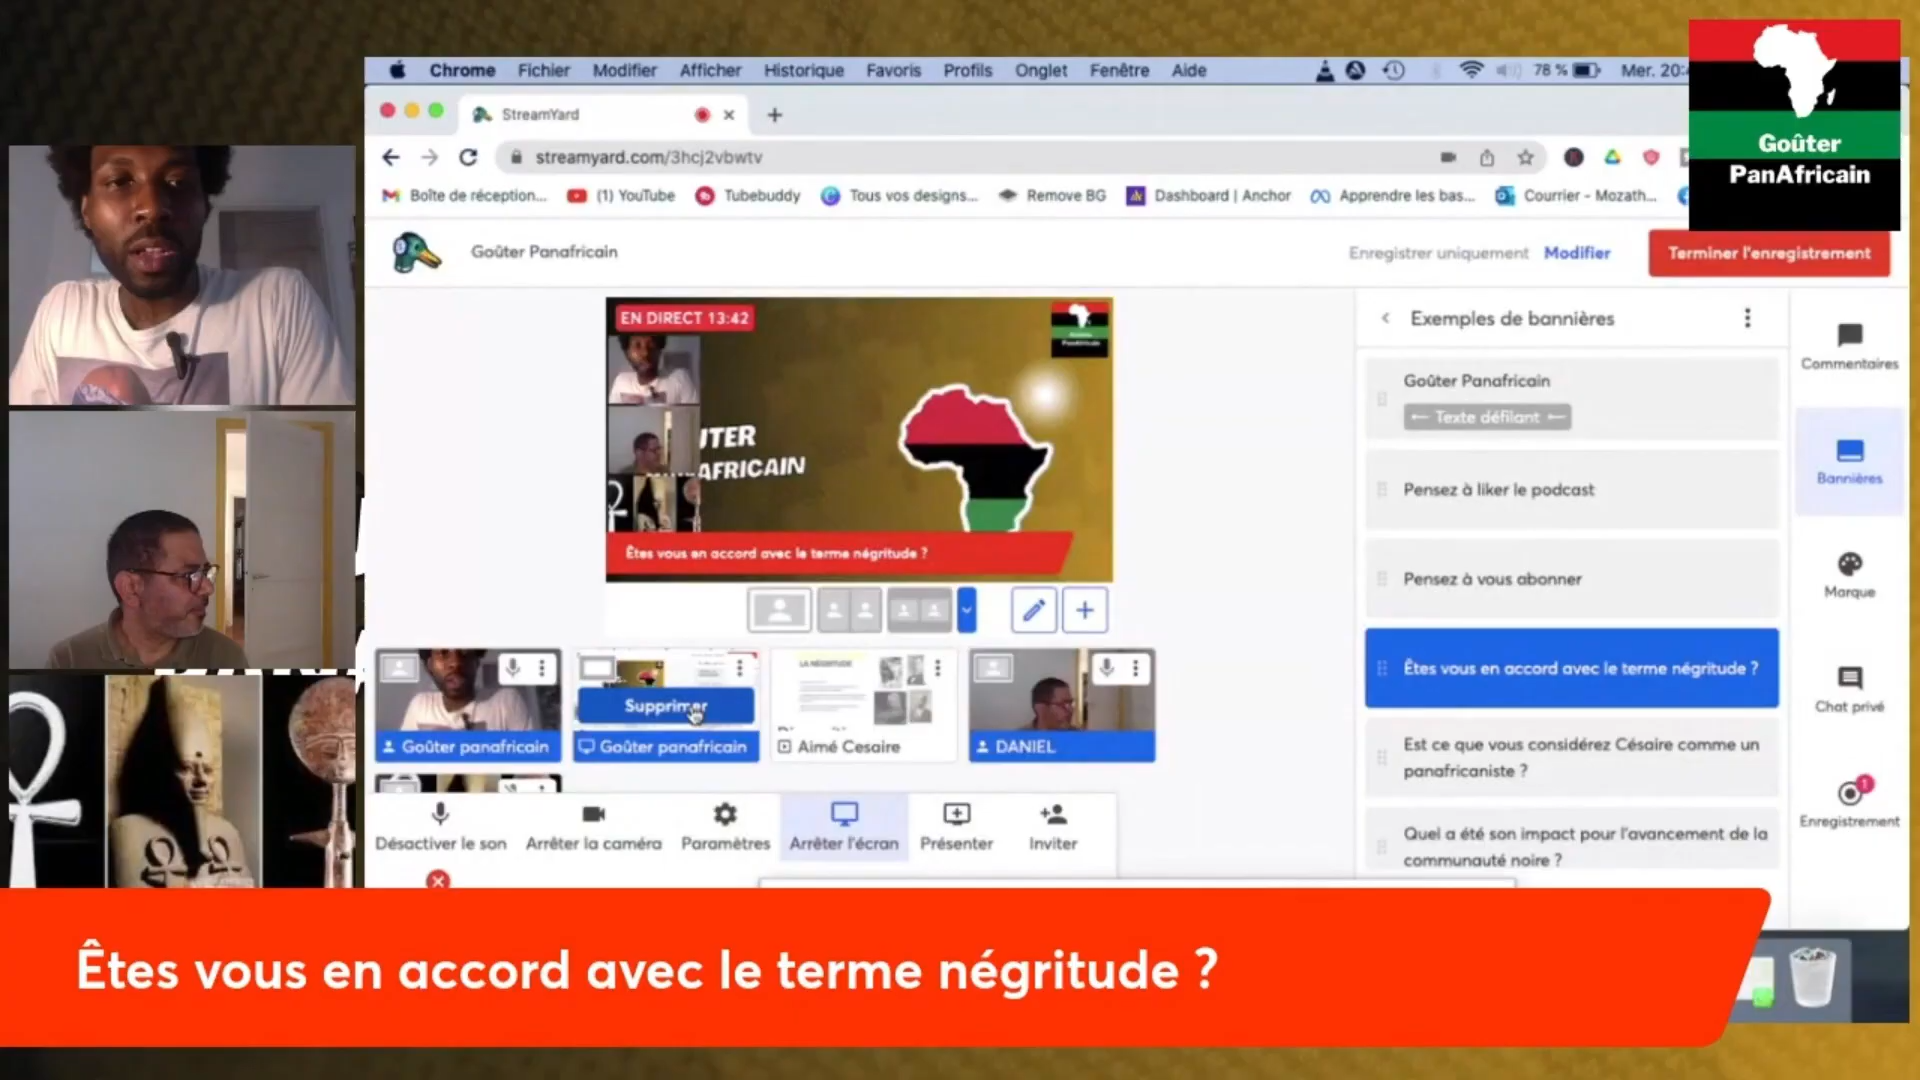 Chrome Fichier Modifier Afficher Historique Favoris Profils Onglet Fenêtre Aide 78 % Mer. 20:
Goûter
PanAfricain
StreamYard
streamyard.com/3hcj2vbwtv
Boîte de réception... (1) YouTube Tubebuddy Tous vos designs... Remove BG Dashboard | Anchor Apprendre les bas... Courrier – Mozath...
Goûter Panafricain
Enregistrer uniquement Modifier Terminer l'enregistrement
EN DIRECT 13:42
UTER
AFRICAIN
Êtes vous en accord avec le terme négritude ?
Supprimer
Goûter panafricain
Goûter panafricain
LA NÉGRITUDE
Aimé Cesaire
DANIEL
Désactiver le son Arrêter la caméra Paramètres Arrêter l'écran Présenter Inviter
Exemples de bannières
Goûter Panafricain
← Texte défilant ←
Pensez à liker le podcast
Pensez à vous abonner
Êtes vous en accord avec le terme négritude ?
Est ce que vous considérez Césaire comme un
panafricaniste ?
Quel a été son impact pour l'avancement de la
communauté noire ?
Commentaires
Bannières
Marque
Chat privé
1
Enregistrement
Êtes vous en accord avec le terme négritude ?